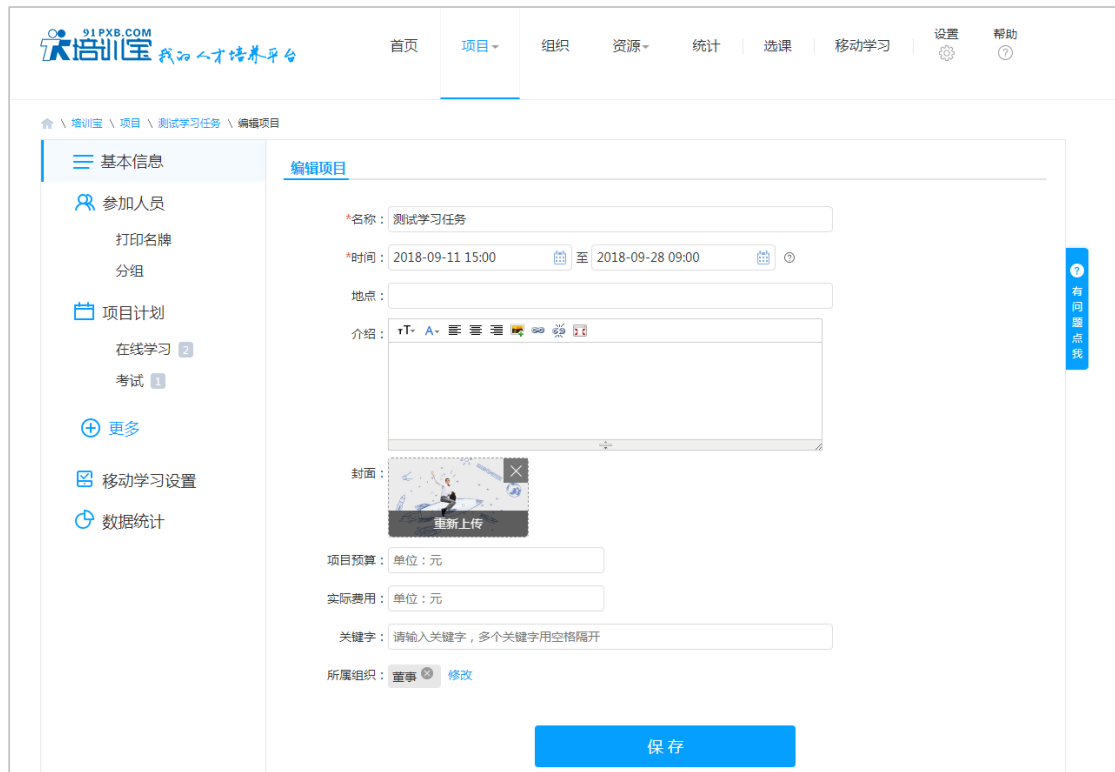 91PXB.COM
培训宝 我的人才培养平台
首页 项目 组织 资源 统计 选课 移动学习 设置 帮助
\ 培训宝 \ 项目 \ 测试学习任务 \ 编辑项目
基本信息
参加人员
打印名牌
分组
项目计划
在线学习 2
考试 1
更多
移动学习设置
数据统计
编辑项目
*名称：测试学习任务
*时间：2018-09-11 15:00 至 2018-09-28 09:00
地点：
介绍：
封面：
重新上传
项目预算：单位：元
实际费用：单位：元
关键字：请输入关键字，多个关键字用空格隔开
所属组织：董事 修改
保存
有问题点我